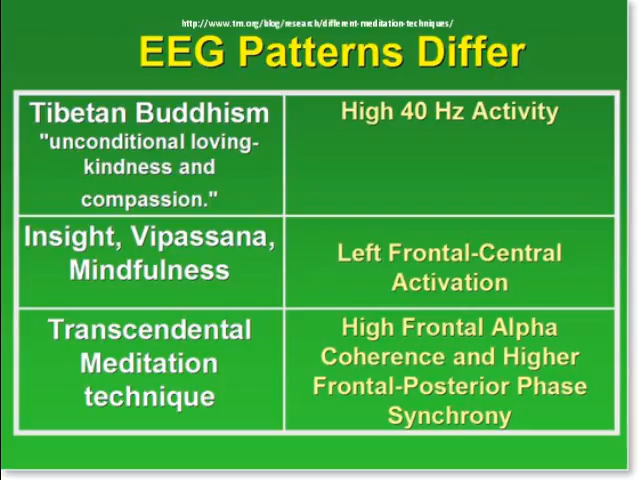 http://www.tm.org/blog/research/different-meditation-techniques/
EEG Patterns Differ
Tibetan Buddhism
"unconditional loving-
kindness and
compassion."
High 40 Hz Activity
Insight, Vipassana,
Mindfulness
Left Frontal-Central
Activation
Transcendental
Meditation
technique
High Frontal Alpha
Coherence and Higher
Frontal-Posterior Phase
Synchrony